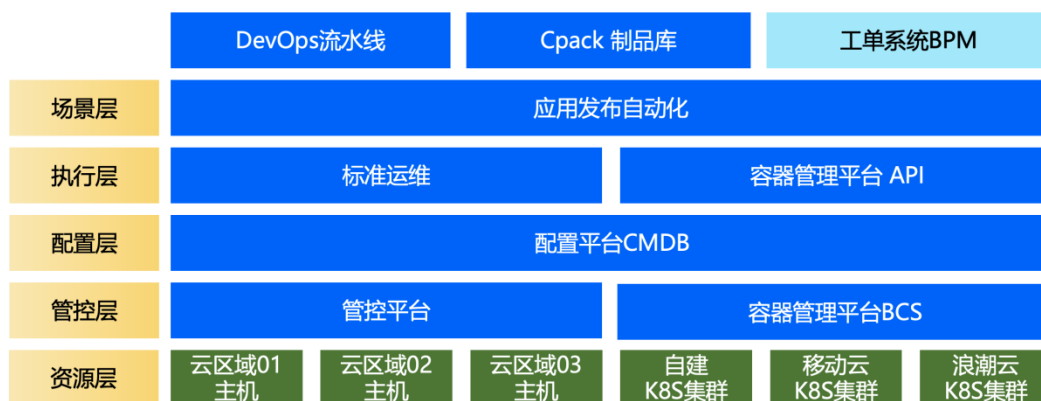 DevOps流水线 Cpack 制品库 工单系统BPM
场景层 应用发布自动化
执行层 标准运维 容器管理平台 API
配置层 配置平台CMDB
管控层 管控平台 容器管理平台BCS
资源层
云区域01
主机
云区域02
主机
云区域03
主机
自建
K8S集群
移动云
K8S集群
浪潮云
K8S集群